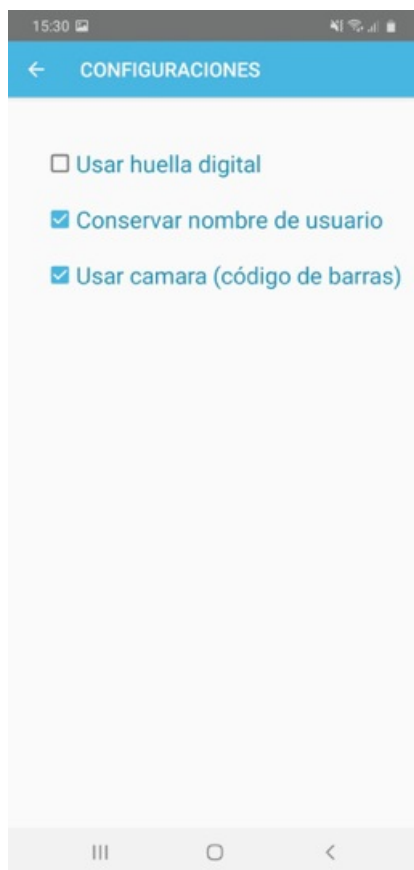 15:30
CONFIGURACIONES
Usar huella digital
Conservar nombre de usuario
Usar camara (código de barras)